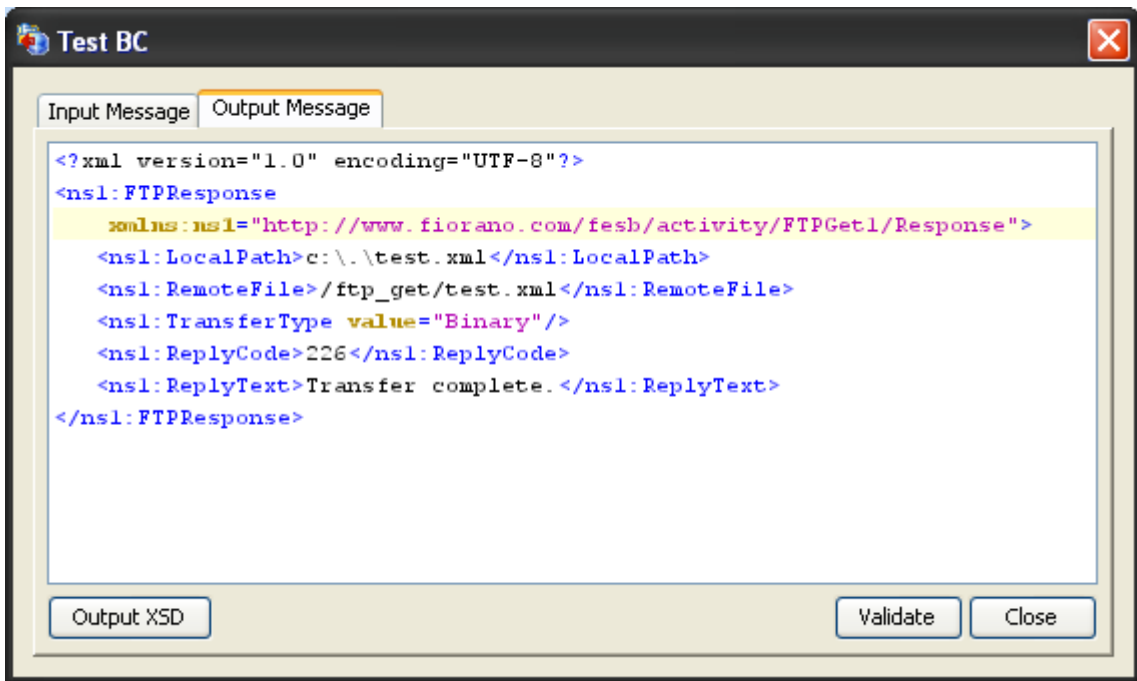 Test BC
Input Message Output Message
<?xml version="1.0" encoding="UTF-8"?>
<ns1:FTPResponse
xmlns:ns1="http://www.fiorano.com/fesb/activity/FTPGet1/Response">
<ns1:LocalPath>c:\.\test.xml</ns1:LocalPath>
<ns1:RemoteFile>/ftp_get/test.xml</ns1:RemoteFile>
<ns1:TransferType value="Binary"/>
<ns1:ReplyCode>226</ns1:ReplyCode>
<ns1:ReplyText>Transfer complete.</ns1:ReplyText>
</ns1:FTPResponse>
Output XSD Validate Close